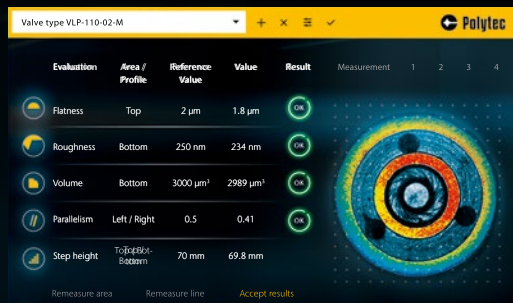 Valve type VLP-110-02-M
Polytec
Evaluation Area // Profile Reference Value Value Result Measurement 1 2 3 4
Flatness Top 2 µm 1.8 µm OK
Roughness Bottom 250 nm 234 nm OK
Volume Bottom 3000 µm³ 2989 µm³ OK
Parallelism Left / Right 0.5 0.41 OK
Step height 70 mm 69.8 mm
Remeasure area Remeasure line Accept results